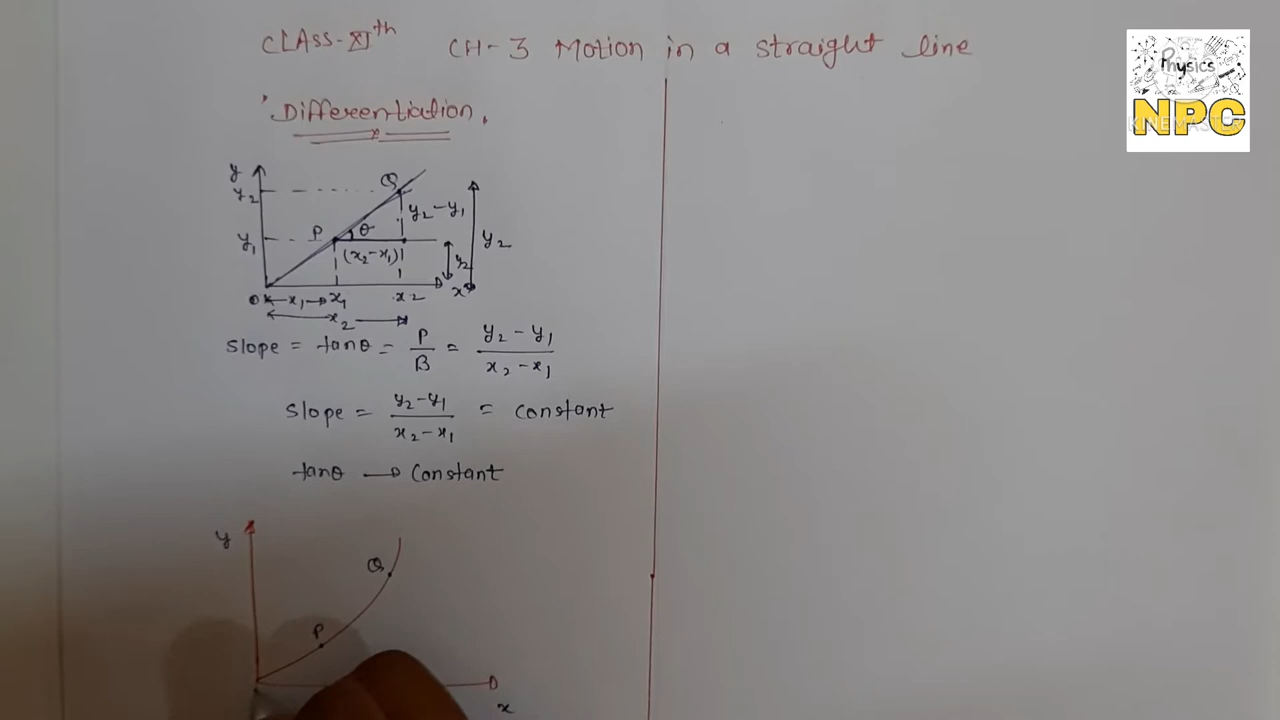 CLASS-XIth CH-3 Motion in a straight line
Physics
NPC
KINEMASTER
Differentiation.
y
y2
Q
y2-y1
y1
P
θ
(x2-x1)
y2
y2
O
x1
x1
x2
x
x2
Slope = tanθ = P/B = y2-y1/x2-x1
Slope = y2-y1/x2-x1 = constant
tanθ → Constant
y
Q
P
x